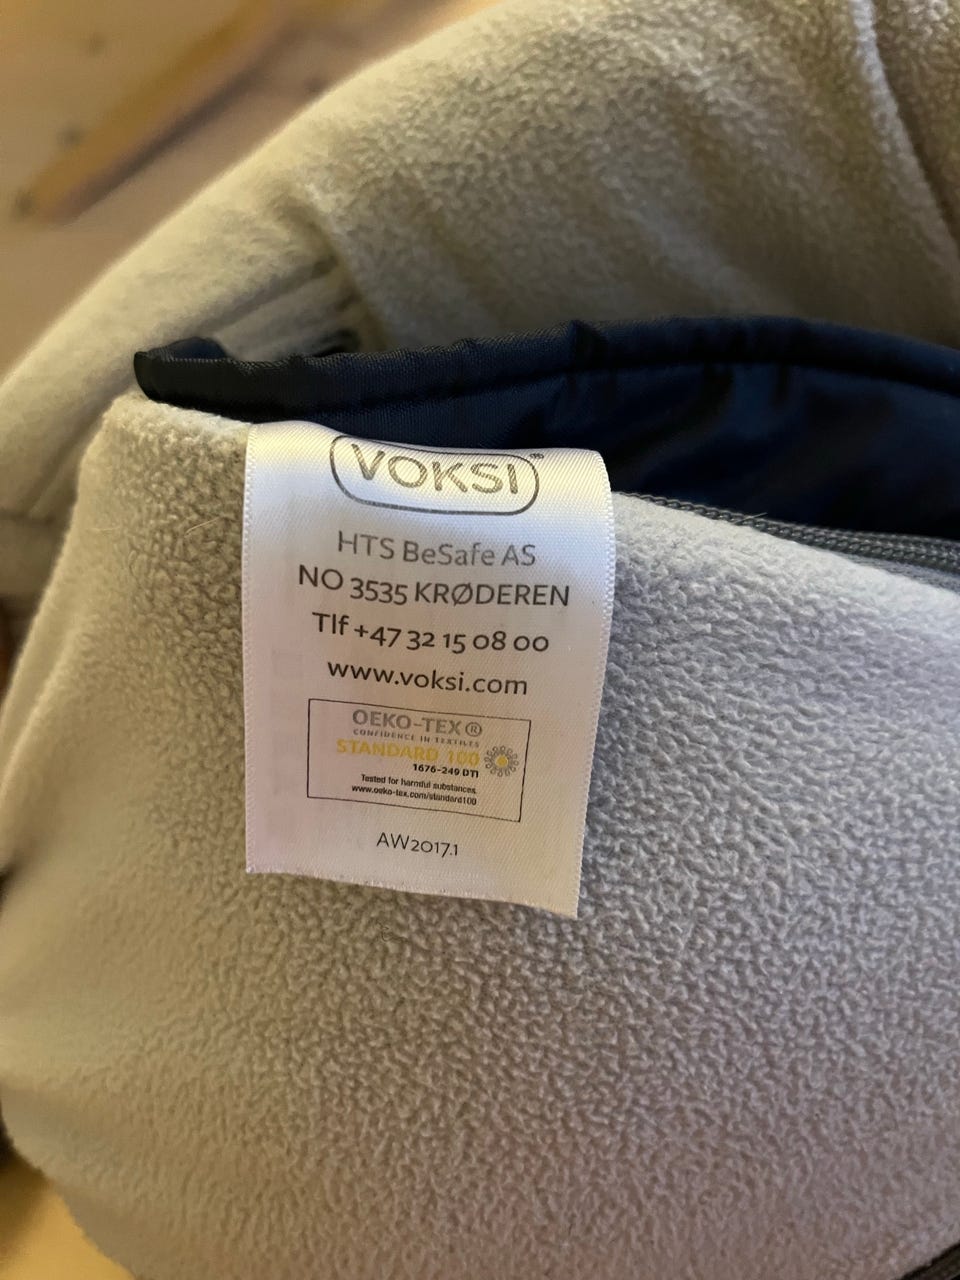 VOKSI™
HTS BeSafe AS
NO 3535 KRØDEREN
Tlf +47 32 15 08 00
www.voksi.com
OEKO-TEX®
CONFIDENCE IN TEXTILES
STANDARD 100
1676-249 DTI
Tested for harmful substances.
www.oeko-tex.com/standard100
AW2017.1